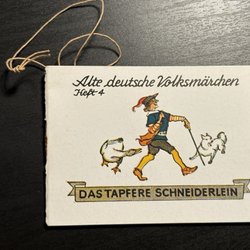 Alte deutsche Volksmärchen
Heft 4
DAS TAPFERE SCHNEIDERLEIN